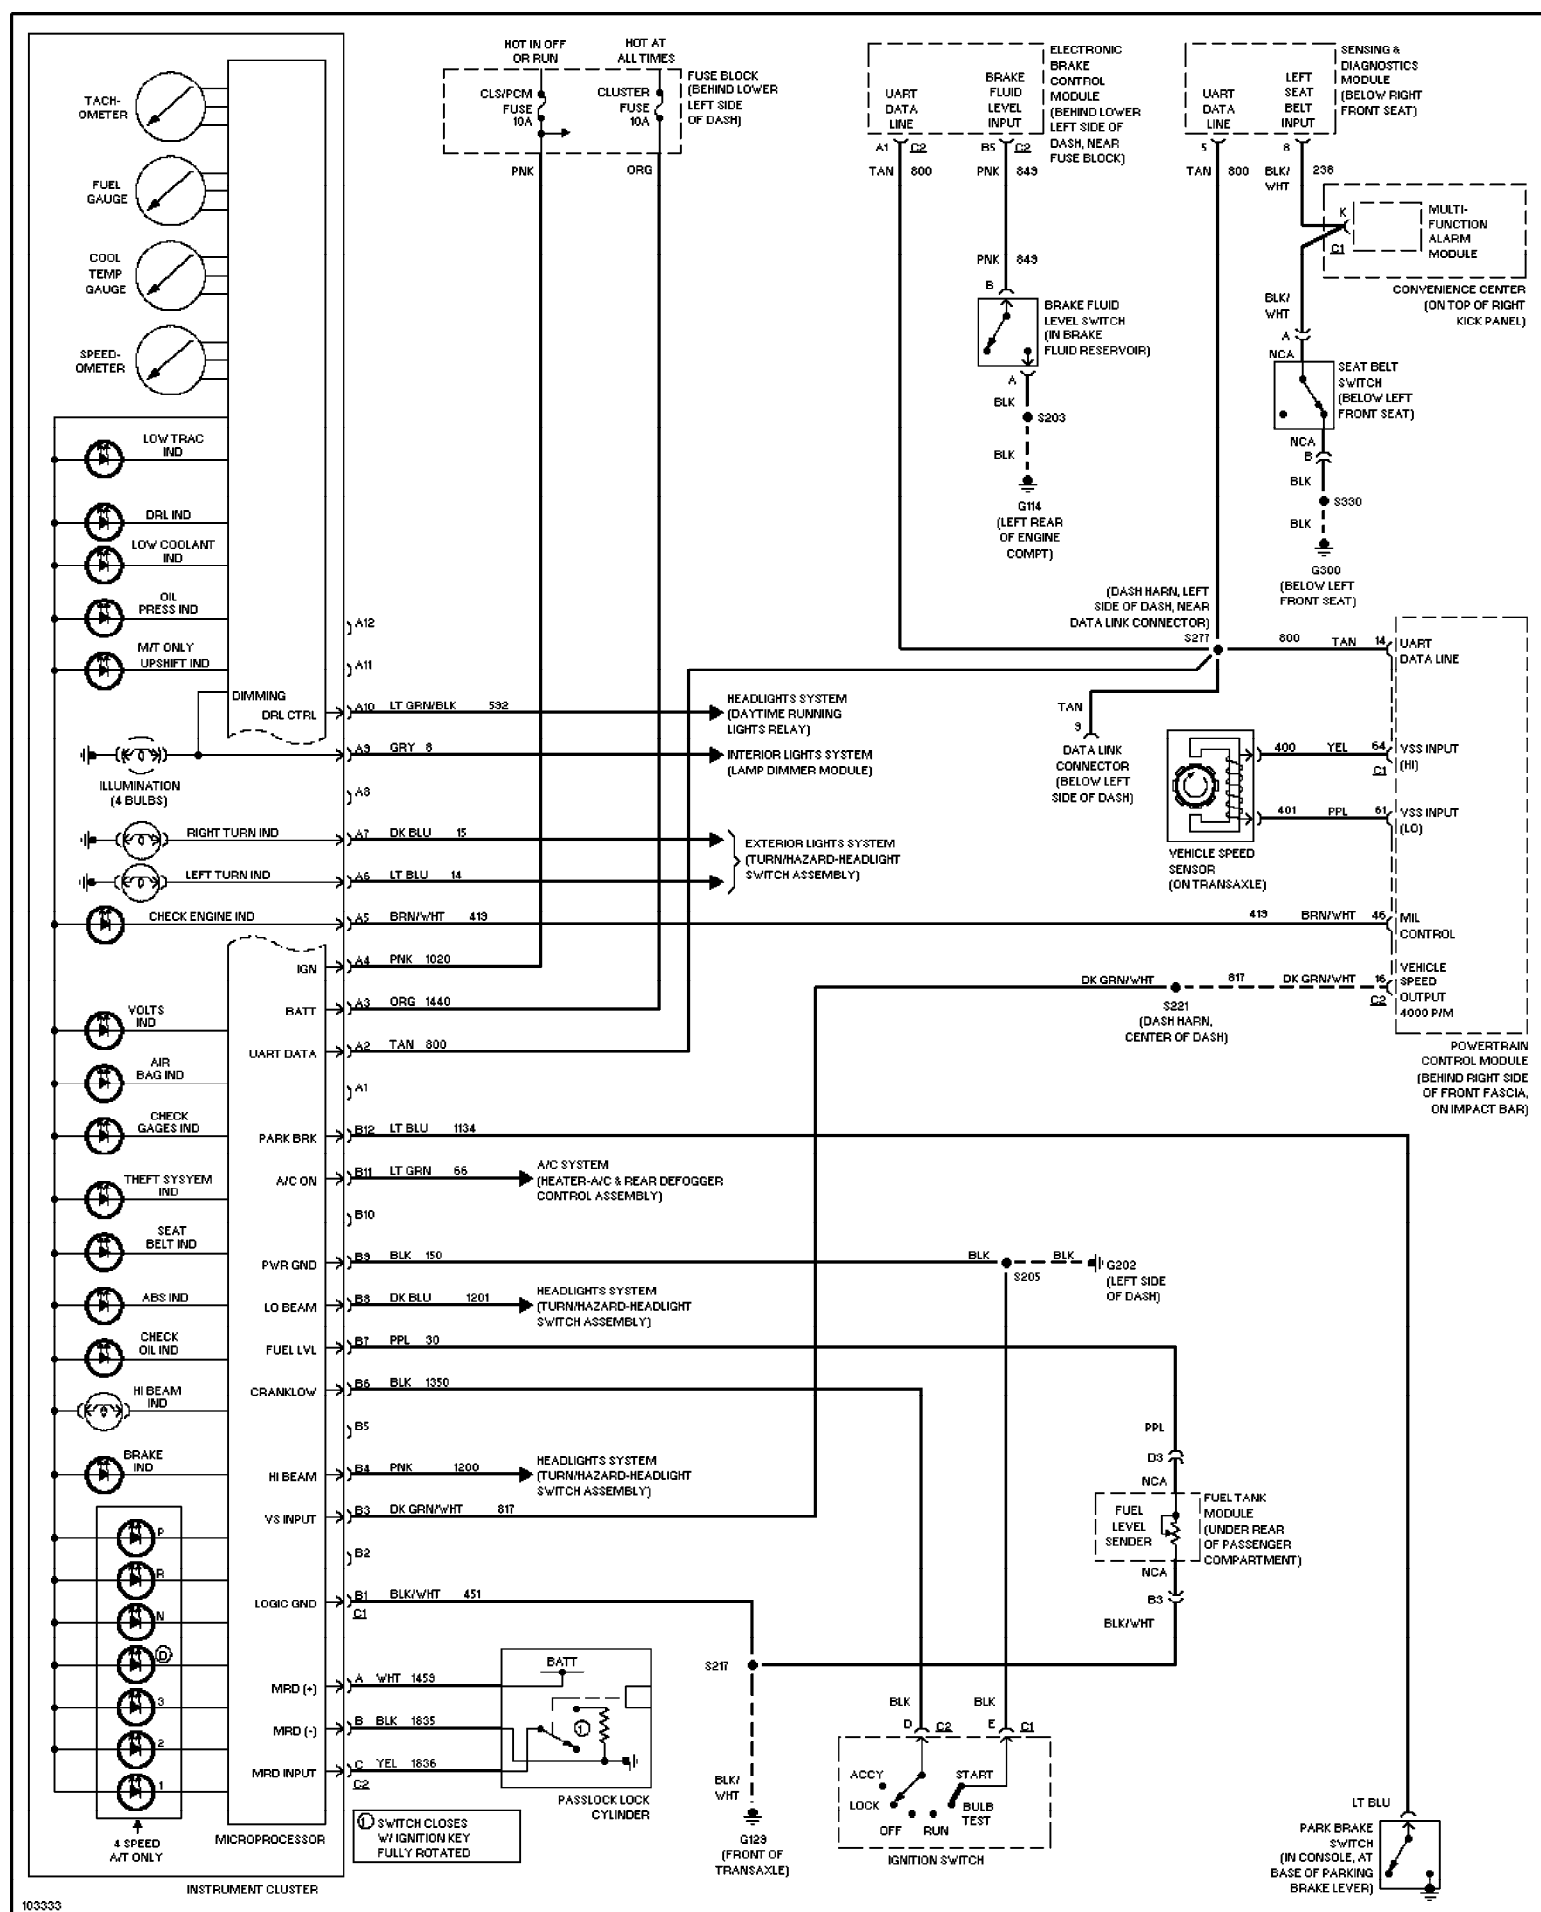 HOT IN OFF
OR RUN
HOT AT
ALL TIMES
CLS/PCM
FUSE
10A
CLUSTER
FUSE
10A
FUSE BLOCK
(BEHIND LOWER
LEFT SIDE
OF DASH)
PNK
ORG
UART
DATA
LINE
BRAKE
FLUID
LEVEL
INPUT
ELECTRONIC
BRAKE
CONTROL
MODULE
(BEHIND LOWER
LEFT SIDE OF
DASH, NEAR
FUSE BLOCK)
A1 C2
B5 C2
TAN 800
PNK 849
UART
DATA
LINE
LEFT
SEAT
BELT
INPUT
SENSING &
DIAGNOSTICS
MODULE
(BELOW RIGHT
FRONT SEAT)
5
8
TAN 800
BLK/
WHT
238
K
C1
MULTI-
FUNCTION
ALARM
MODULE
CONVENIENCE CENTER
(ON TOP OF RIGHT
KICK PANEL)
PNK 849
B
BRAKE FLUID
LEVEL SWITCH
(IN BRAKE
FLUID RESERVOIR)
A
BLK
S203
BLK
G114
(LEFT REAR
OF ENGINE
COMPT)
BLK/
WHT
A
NCA
SEAT BELT
SWITCH
(BELOW LEFT
FRONT SEAT)
NCA
B
BLK
S330
BLK
G300
(BELOW LEFT
FRONT SEAT)
(DASH HARN, LEFT
SIDE OF DASH, NEAR
DATA LINK CONNECTOR)
S277
800 TAN 14
UART
DATA LINE
TAN
9
DATA LINK
CONNECTOR
(BELOW LEFT
SIDE OF DASH)
400 YEL 64
C1
VSS INPUT
(HI)
401 PPL 61
VSS INPUT
(LO)
VEHICLE SPEED
SENSOR
(ON TRANSAXLE)
419 BRN/WHT 46
MIL
CONTROL
DK GRN/WHT 817 DK GRN/WHT 16
C2
VEHICLE
SPEED
OUTPUT
4000 P/M
S221
(DASH HARN,
CENTER OF DASH)
POWERTRAIN
CONTROL MODULE
(BEHIND RIGHT SIDE
OF FRONT FASCIA,
ON IMPACT BAR)
TACH-
OMETER
FUEL
GAUGE
COOL
TEMP
GAUGE
SPEED-
OMETER
LOW TRAC
IND
DRL IND
LOW COOLANT
IND
OIL
PRESS IND
M/T ONLY
UPSHIFT IND
DIMMING
DRL CTRL
ILLUMINATION
(4 BULBS)
RIGHT TURN IND
LEFT TURN IND
CHECK ENGINE IND
A12
A11
A10 LT GRN/BLK 592
HEADLIGHTS SYSTEM
(DAYTIME RUNNING
LIGHTS RELAY)
A9 GRY 8
INTERIOR LIGHTS SYSTEM
(LAMP DIMMER MODULE)
A8
A7 DK BLU 15
A6 LT BLU 14
EXTERIOR LIGHTS SYSTEM
(TURN/HAZARD-HEADLIGHT
SWITCH ASSEMBLY)
A5 BRN/WHT 419
IGN A4 PNK 1020
BATT A3 ORG 1440
UART DATA A2 TAN 800
A1
VOLTS
IND
AIR
BAG IND
CHECK
GAGES IND
THEFT SYSYEM
IND
SEAT
BELT IND
ABS IND
CHECK
OIL IND
HI BEAM
IND
BRAKE
IND
PARK BRK B12 LT BLU 1134
A/C ON B11 LT GRN 66
A/C SYSTEM
(HEATER-A/C & REAR DEFOGGER
CONTROL ASSEMBLY)
B10
PWR GND B9 BLK 150
BLK BLK
S205
G202
(LEFT SIDE
OF DASH)
LO BEAM B8 DK BLU 1201
HEADLIGHTS SYSTEM
(TURN/HAZARD-HEADLIGHT
SWITCH ASSEMBLY)
FUEL LVL B7 PPL 30
CRANKLOW B6 BLK 1350
B5
HI BEAM B4 PNK 1200
HEADLIGHTS SYSTEM
(TURN/HAZARD-HEADLIGHT
SWITCH ASSEMBLY)
VS INPUT B3 DK GRN/WHT 817
B2
LOGIC GND B1 BLK/WHT 451
C1
PPL
D3
NCA
FUEL
LEVEL
SENDER
FUEL TANK
MODULE
(UNDER REAR
OF PASSENGER
COMPARTMENT)
NCA
B3
BLK/WHT
S217
P
R
N
D
3
2
1
4 SPEED
A/T ONLY
MRD (+) A WHT 1459
MRD (-) B BLK 1835
MRD INPUT C YEL 1836
C2
BATT
1
PASSLOCK LOCK
CYLINDER
1 SWITCH CLOSES
W/ IGNITION KEY
FULLY ROTATED
MICROPROCESSOR
INSTRUMENT CLUSTER
BLK/
WHT
G129
(FRONT OF
TRANSAXLE)
BLK
D C2
BLK
E C1
ACCY
LOCK
OFF
RUN
START
BULB
TEST
IGNITION SWITCH
LT BLU
PARK BRAKE
SWITCH
(IN CONSOLE, AT
BASE OF PARKING
BRAKE LEVER)
103333